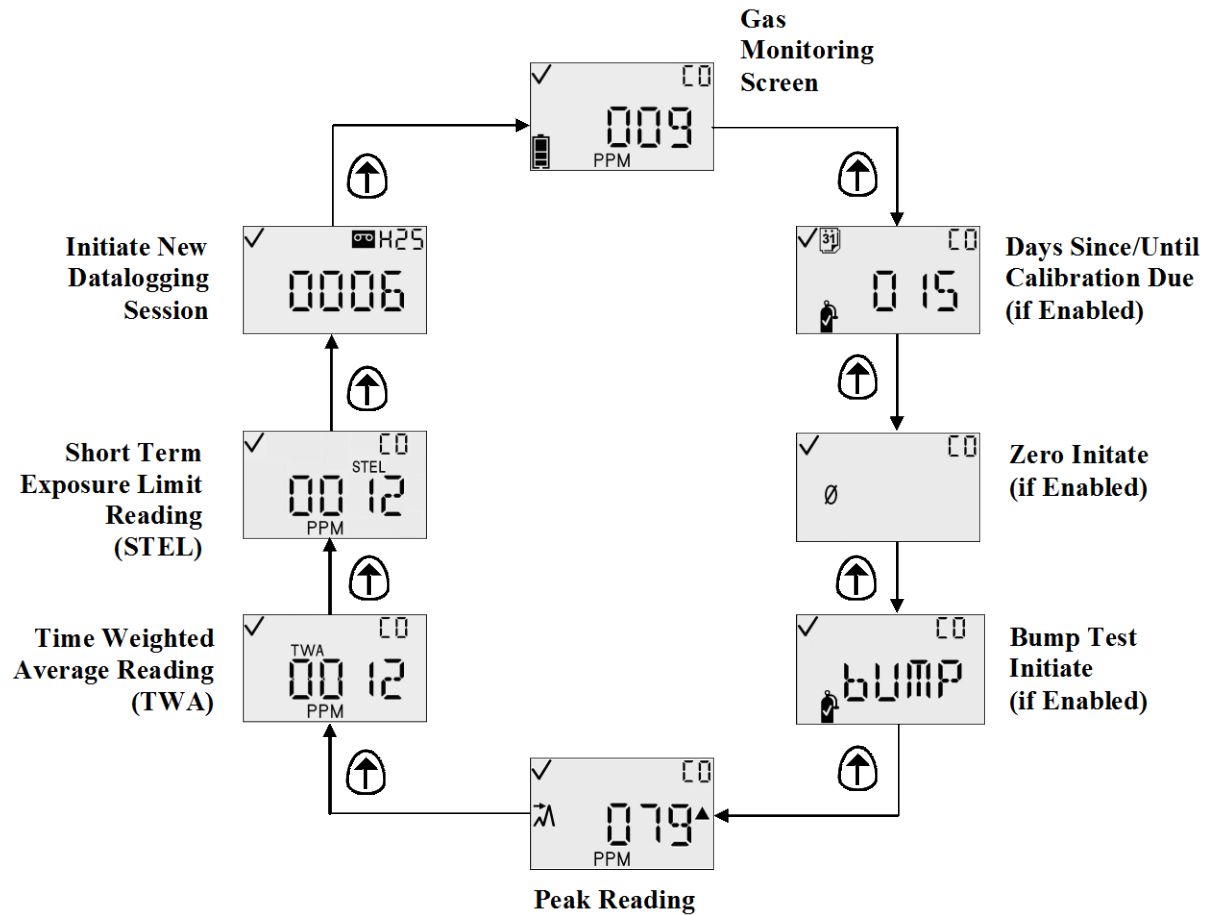 Gas
Monitoring
Screen
CO
009
PPM
31
CO
015
Days Since/Until
Calibration Due
(if Enabled)
CO
Ø
Zero Initate
(if Enabled)
CO
bUMP
Bump Test
Initiate
(if Enabled)
CO
079
PPM
Peak Reading
CO
TWA
0012
PPM
Time Weighted
Average Reading
(TWA)
CO
STEL
0012
PPM
Short Term
Exposure Limit
Reading
(STEL)
H2S
0006
Initiate New
Datalogging
Session